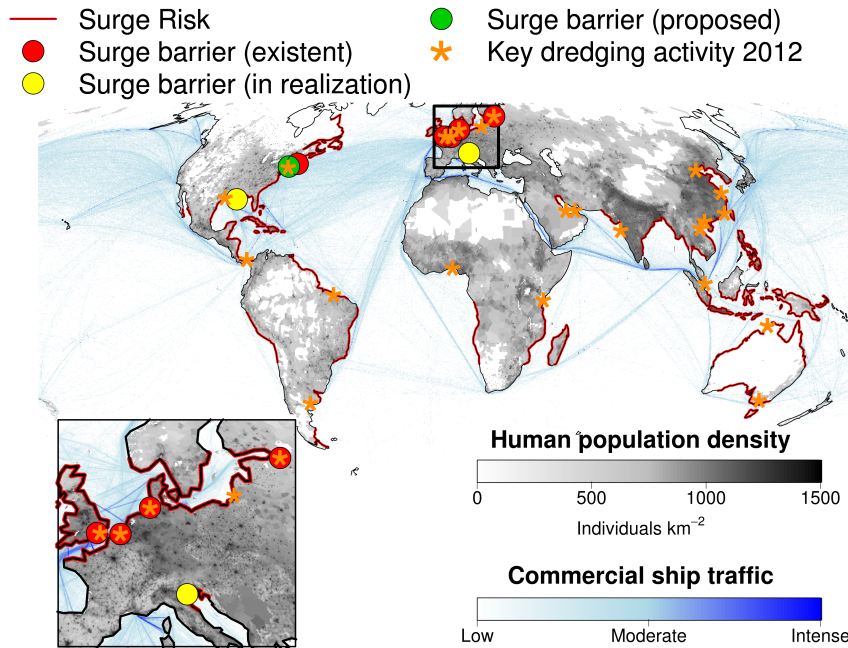 Surge Risk
Surge barrier (existent)
Surge barrier (in realization)
Surge barrier (proposed)
Key dredging activity 2012
Human population density
0 500 1000 1500
Individuals km⁻²
Commercial ship traffic
Low Moderate Intense